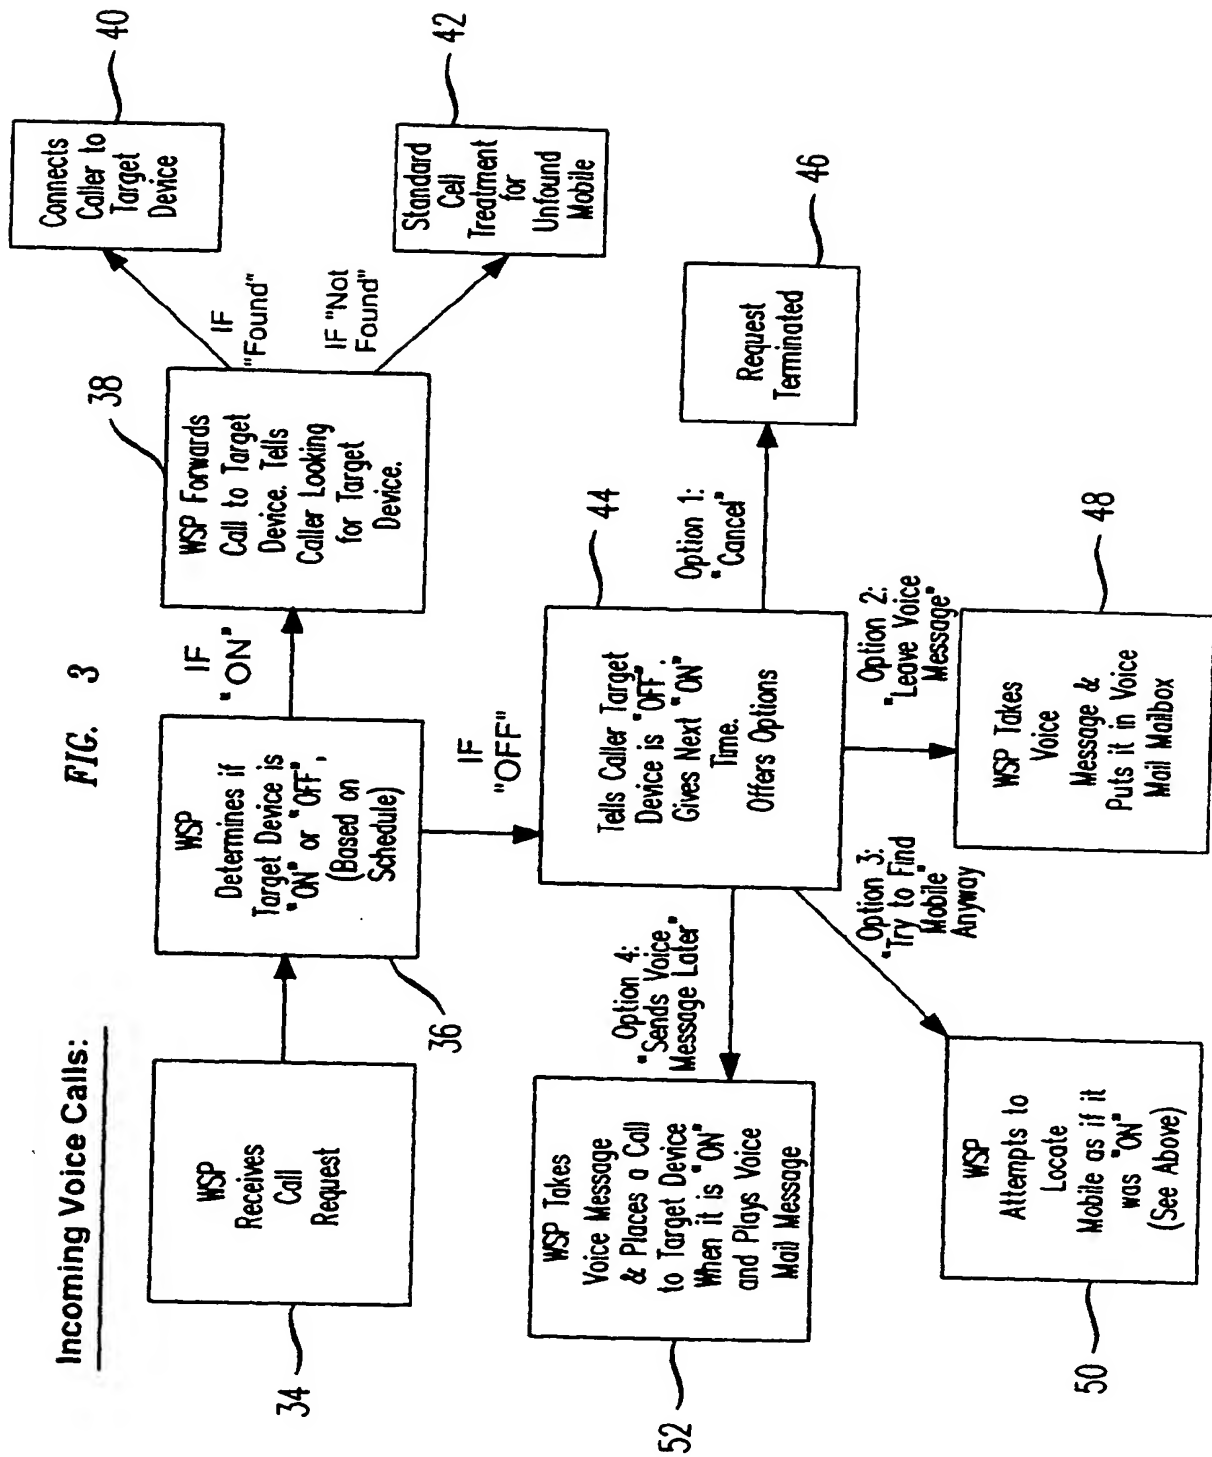 FIG. 3
Incoming Voice Calls:
WSP
Receives
Call
Request
34
WSP
Determines if
Target Device is
"ON" or "OFF",
(Based on
Schedule)
36
IF
"ON"
WSP Forwards
Call to Target
Device. Tells
Caller Looking
for Target
Device.
38
IF
"Found"
Connects
Caller to
Target
Device
40
IF "Not
Found"
Standard
Cell
Treatment
for
Unfound
Mobile
42
IF
"OFF"
Tells Caller Target
Device is "OFF".
Gives Next "ON"
Time.
Offers Options
44
Option 1:
"Cancel"
Request
Terminated
46
Option 2:
"Leave Voice
Message"
WSP Takes
Voice
Message &
Puts it in Voice
Mail Mailbox
48
Option 3:
"Try to Find
Mobile"
Anyway
WSP
Attempts to
Locate
Mobile as if it
was "ON"
(See Above)
50
Option 4:
"Sends Voice
Message Later"
WSP Takes
Voice Message
& Places a Call
to Target Device
When it is "ON"
and Plays Voice
Mail Message
52